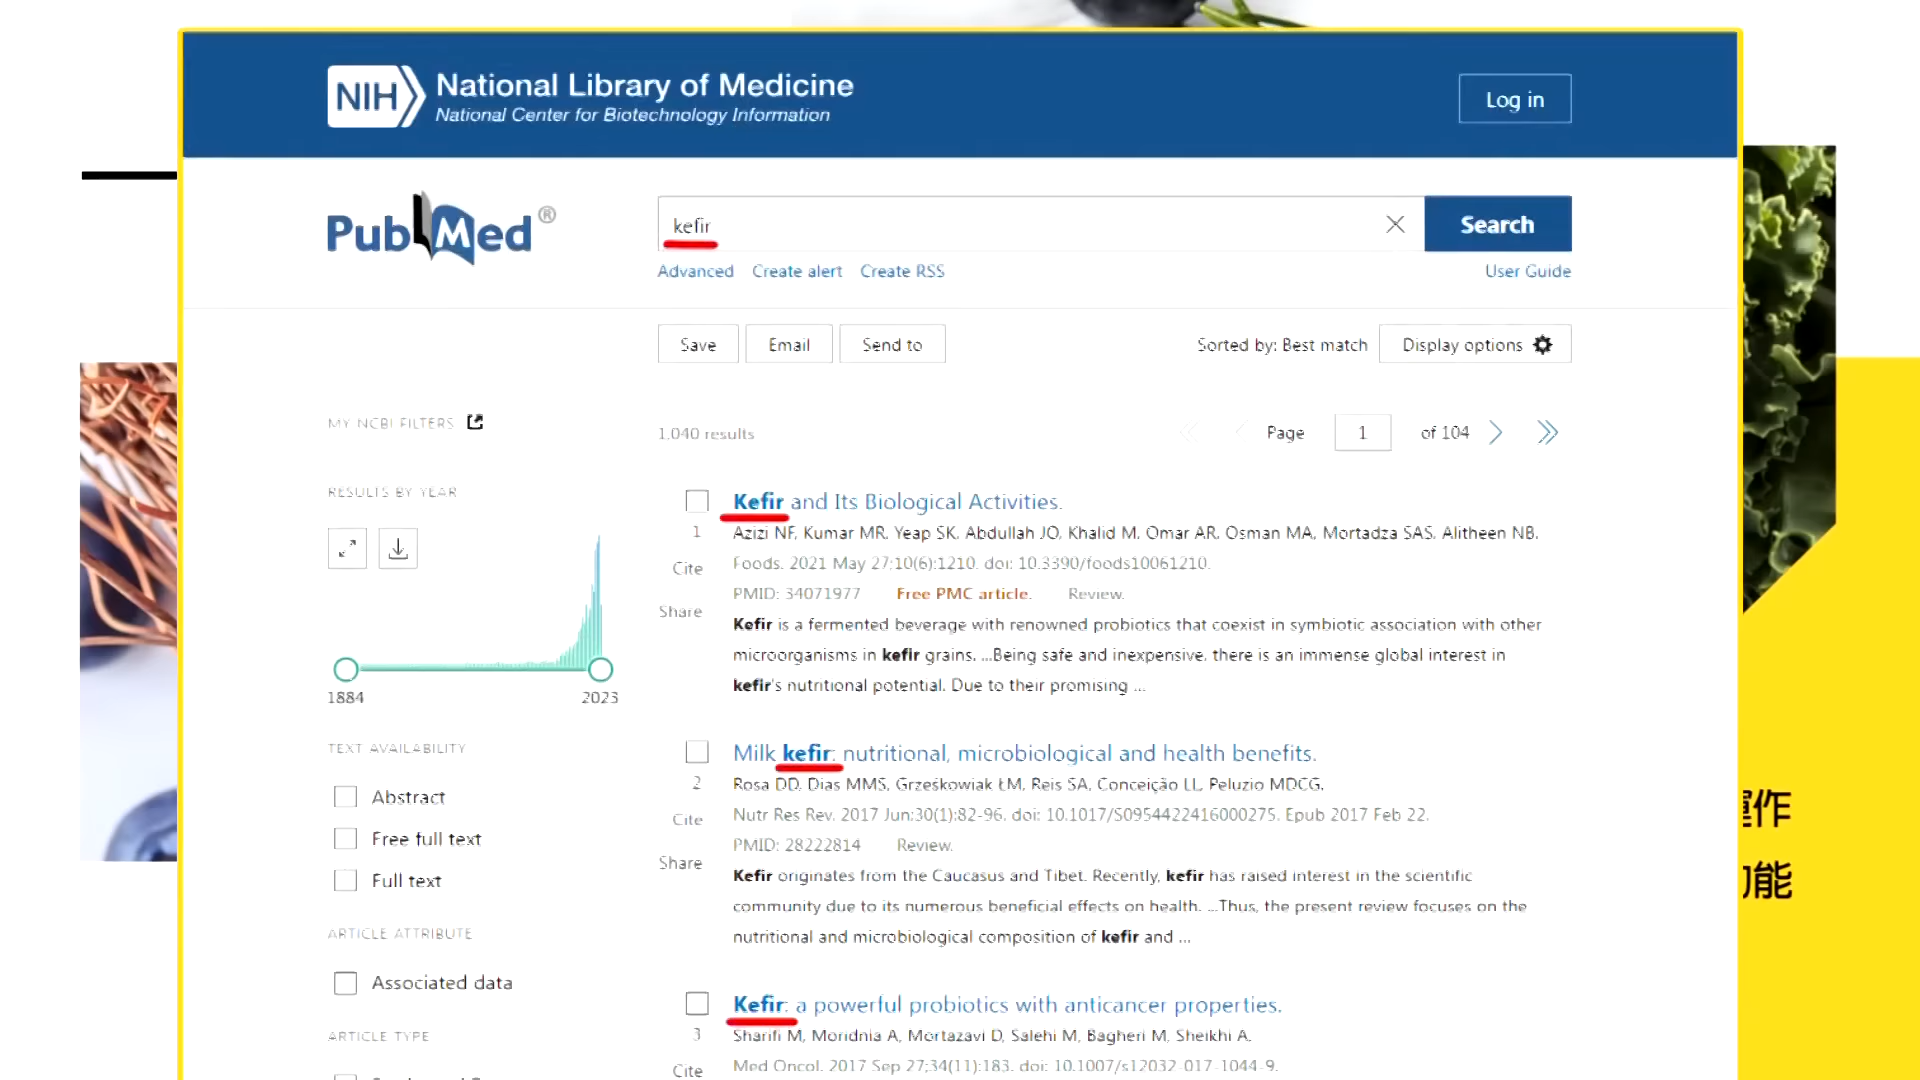 NIH National Library of Medicine
National Center for Biotechnology Information
Log in
PubMed®
kefir
Search
Advanced Create alert Create RSS
User Guide
Save Email Send to
Sorted by: Best match Display options
MY NCBI FILTERS
1,040 results
Page 1 of 104
RESULTS BY YEAR
1884 2023
TEXT AVAILABILITY
Abstract
Free full text
Full text
ARTICLE ATTRIBUTE
Associated data
ARTICLE TYPE
Kefir and Its Biological Activities.
1 Azizi NF, Kumar MR, Yeap SK, Abdullah JO, Khalid M, Omar AR, Osman MA, Mortadza SAS, Alitheen NB.
Cite Foods. 2021 May 27;10(6):1210. doi: 10.3390/foods10061210.
PMID: 34071977 Free PMC article. Review.
Share
Kefir is a fermented beverage with renowned probiotics that coexist in symbiotic association with other
microorganisms in kefir grains. ...Being safe and inexpensive, there is an immense global interest in
kefir's nutritional potential. Due to their promising ...
Milk kefir: nutritional, microbiological and health benefits.
2 Rosa DD, Dias MMS, Grześkowiak ŁM, Reis SA, Conceição LL, Peluzio MDCG.
Cite Nutr Res Rev. 2017 Jun;30(1):82-96. doi: 10.1017/S0954422416000275. Epub 2017 Feb 22.
PMID: 28222814 Review.
Share
Kefir originates from the Caucasus and Tibet. Recently, kefir has raised interest in the scientific
community due to its numerous beneficial effects on health. ...Thus, the present review focuses on the
nutritional and microbiological composition of kefir and ...
Kefir: a powerful probiotics with anticancer properties.
3 Sharifi M, Moridnia A, Mortazavi D, Salehi M, Bagheri M, Sheikhi A.
Cite Med Oncol. 2017 Sep 27;34(11):183. doi: 10.1007/s12032-017-1044-9.
作
能